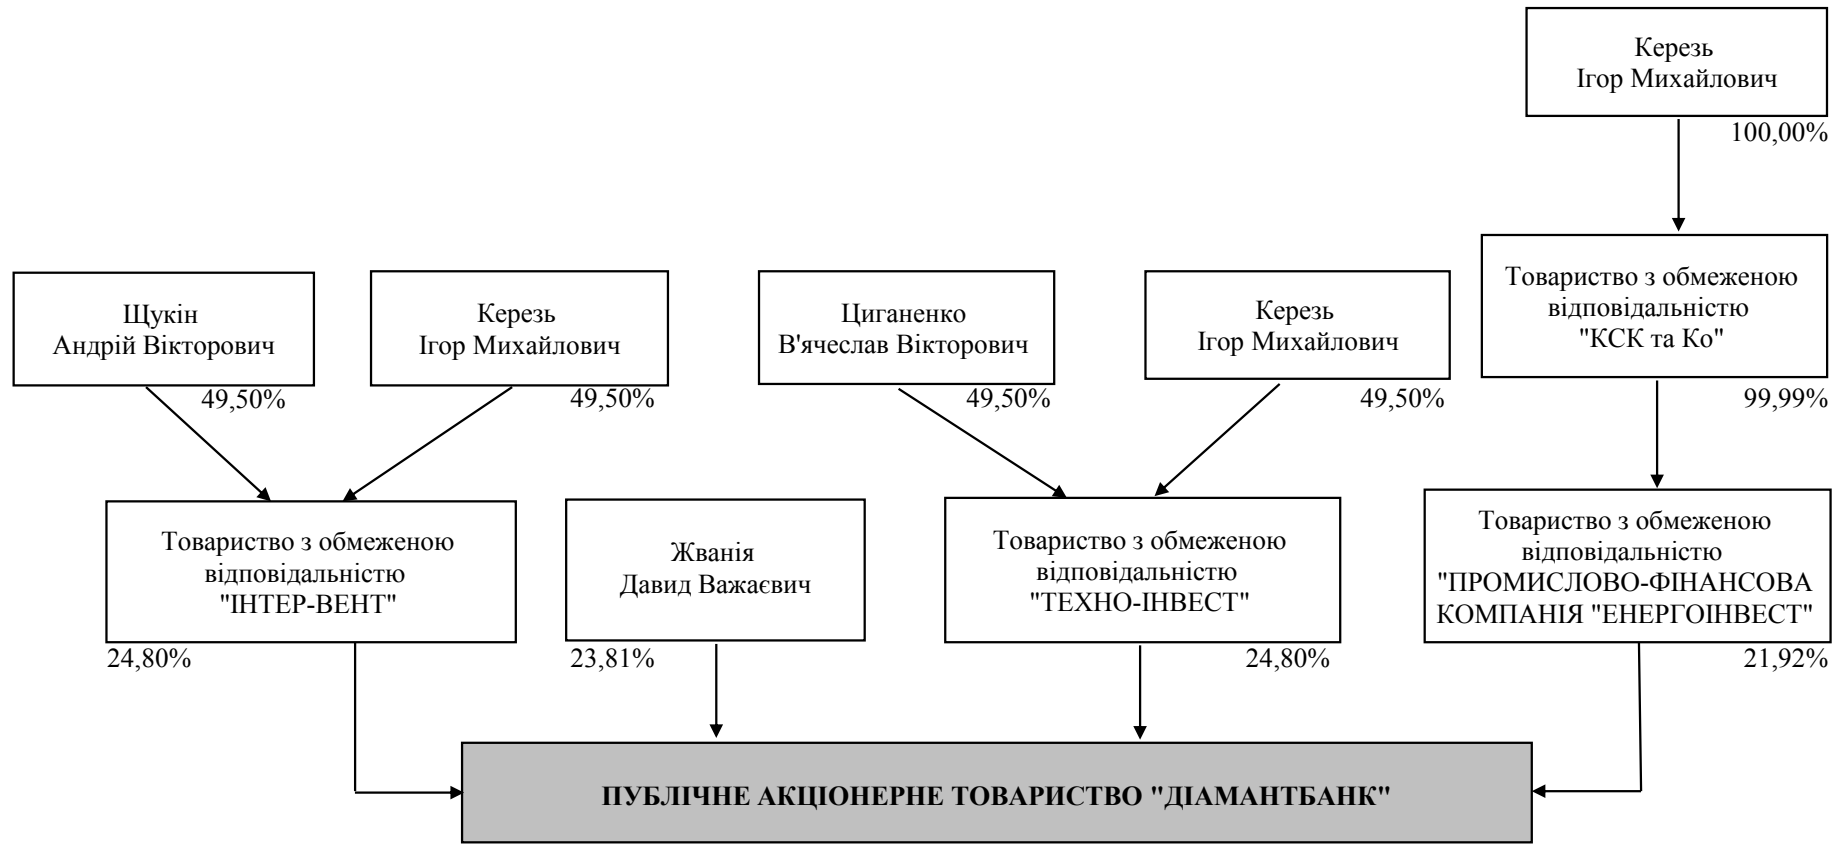 Керезь
Ігор Михайлович
100,00%
Щукін
Андрій Вікторович
49,50%
Керезь
Ігор Михайлович
49,50%
Циганенко
В'ячеслав Вікторович
49,50%
Керезь
Ігор Михайлович
49,50%
Товариство з обмеженою
відповідальністю
"КСК та Ко"
99,99%
Товариство з обмеженою
відповідальністю
"ІНТЕР-ВЕНТ"
24,80%
Жванія
Давид Важаєвич
23,81%
Товариство з обмеженою
відповідальністю
"ТЕХНО-ІНВЕСТ"
24,80%
Товариство з обмеженою
відповідальністю
"ПРОМИСЛОВО-ФІНАНСОВА
КОМПАНІЯ "ЕНЕРГОІНВЕСТ"
21,92%
ПУБЛІЧНЕ АКЦІОНЕРНЕ ТОВАРИСТВО "ДІАМАНТБАНК"